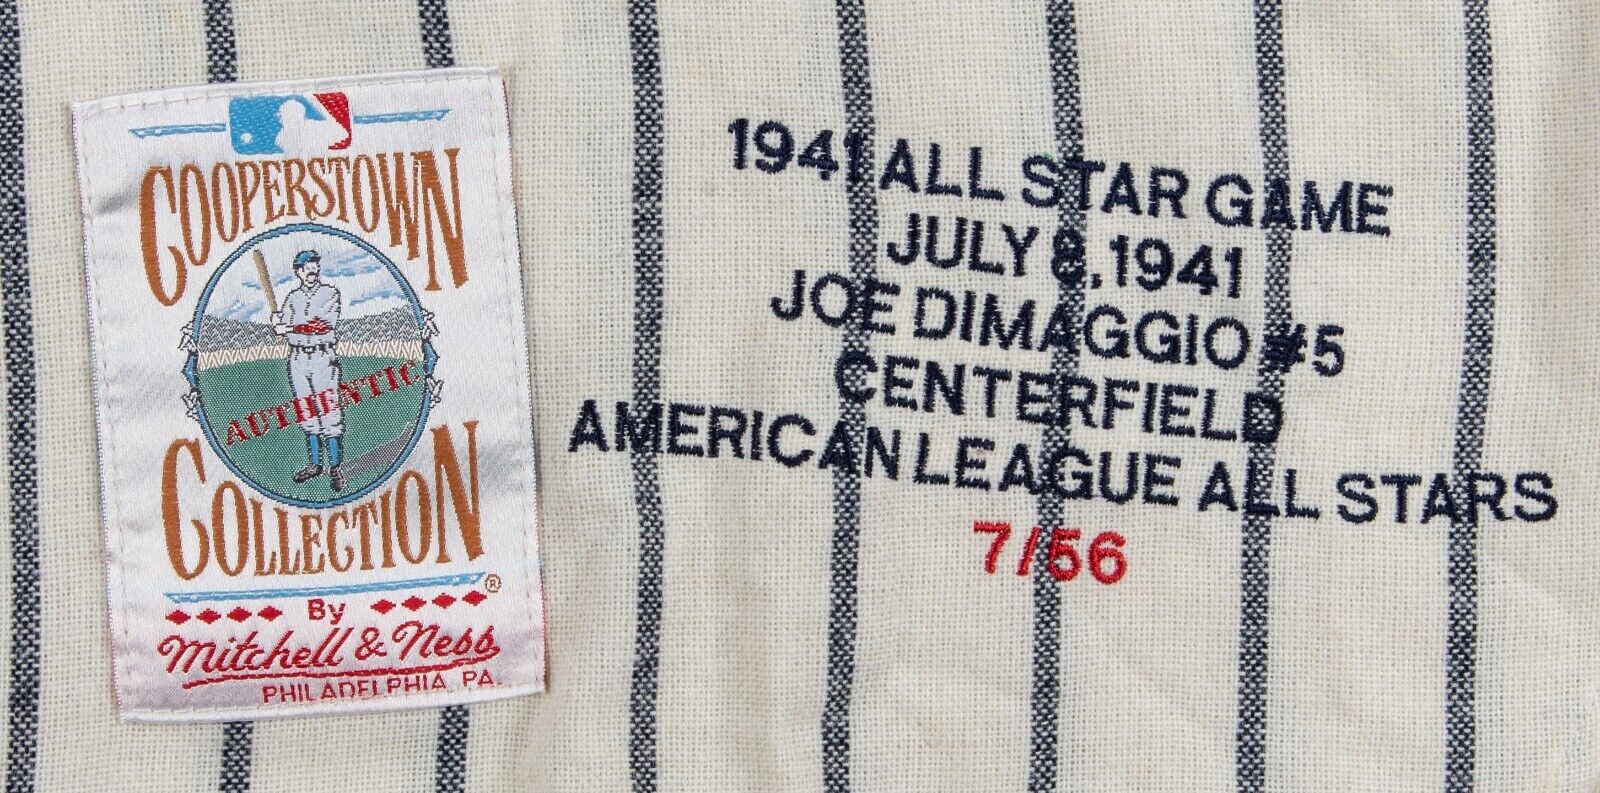 COOPERSTOWN
AUTHENTIC
COLLECTION®
By
Mitchell & Ness
PHILADELPHIA, PA.
1941 ALL STAR GAME
JULY 8, 1941
JOE DIMAGGIO #5
CENTERFIELD
AMERICAN LEAGUE ALL STARS
7/56